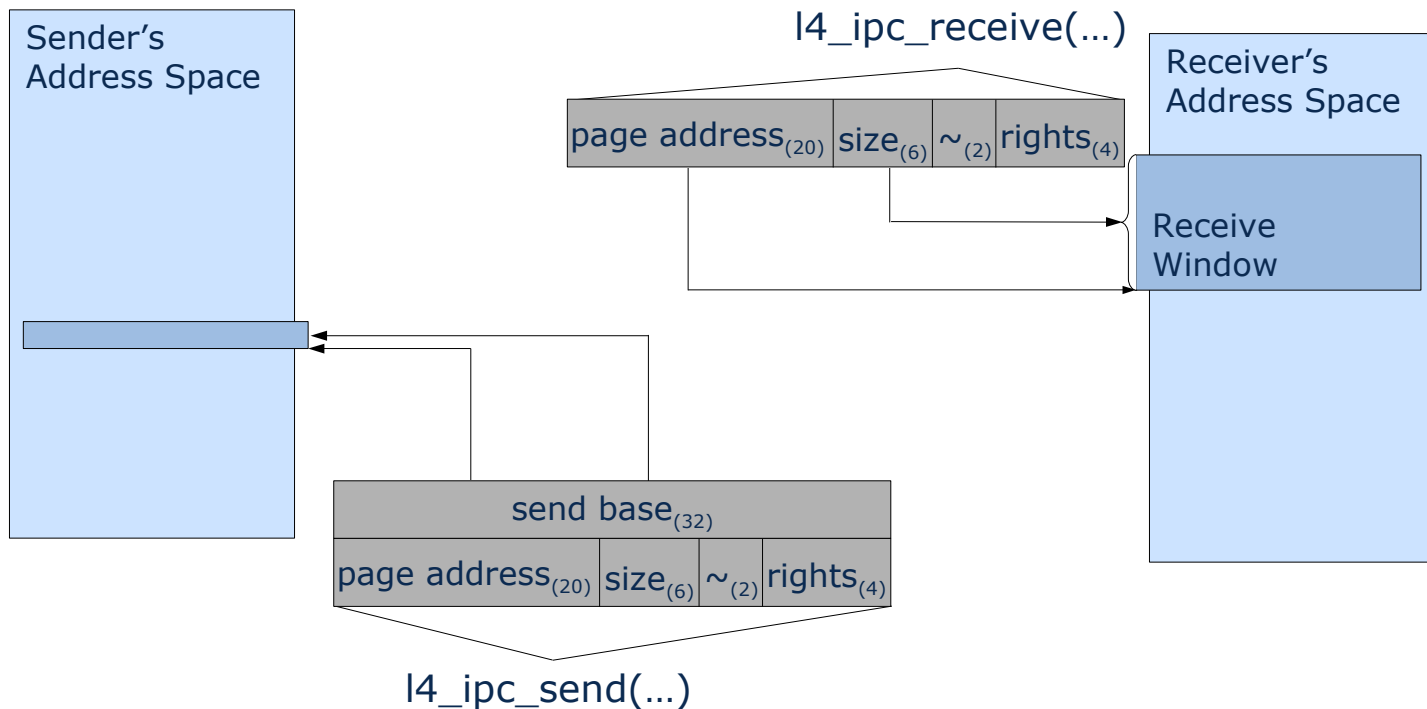 Sender's
Address Space
l4_ipc_receive(…)
page address(20) size(6) ~(2) rights(4)
Receiver's
Address Space
Receive
Window
send base(32)
page address(20) size(6) ~(2) rights(4)
l4_ipc_send(…)